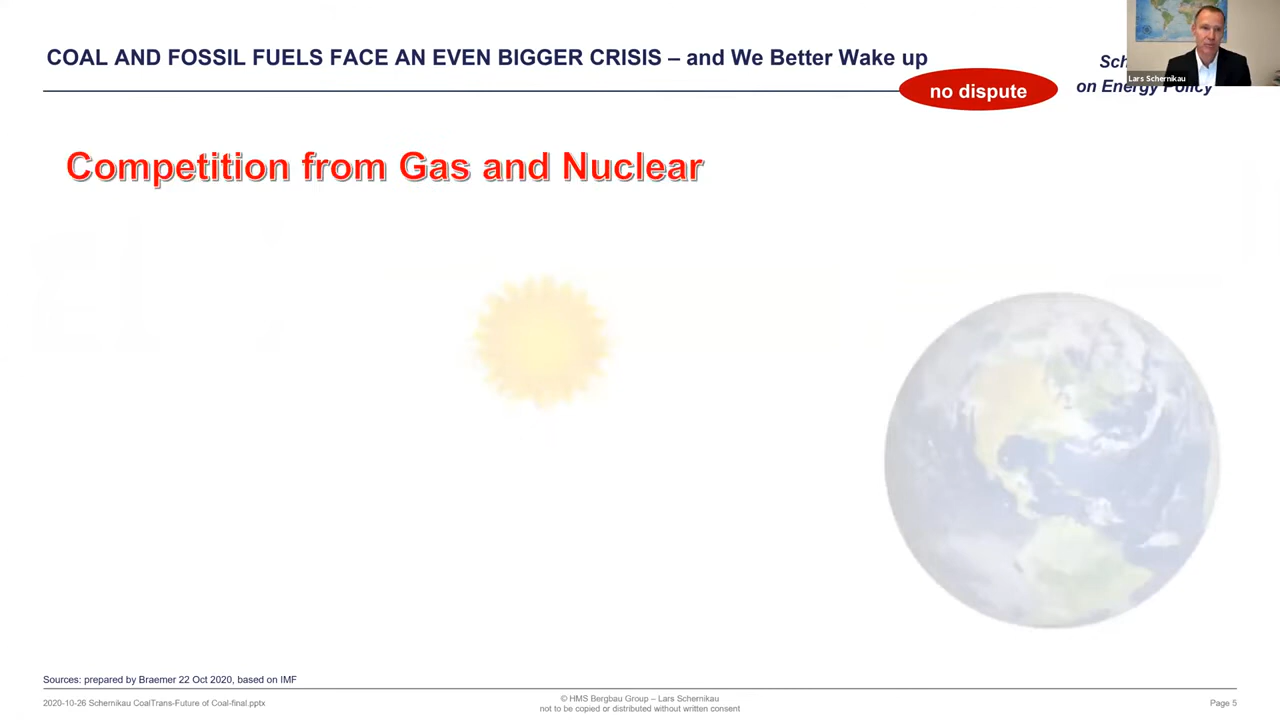 COAL AND FOSSIL FUELS FACE AN EVEN BIGGER CRISIS – and We Better Wake up
no dispute
on Energy Policy
Lars Schernikau
Competition from Gas and Nuclear
Sources: prepared by Braemer 22 Oct 2020, based on IMF
2020-10-26 Schernikau CoalTrans-Future of Coal-final.pptx
© HMS Bergbau Group – Lars Schernikau
not to be copied or distributed without written consent
Page 5